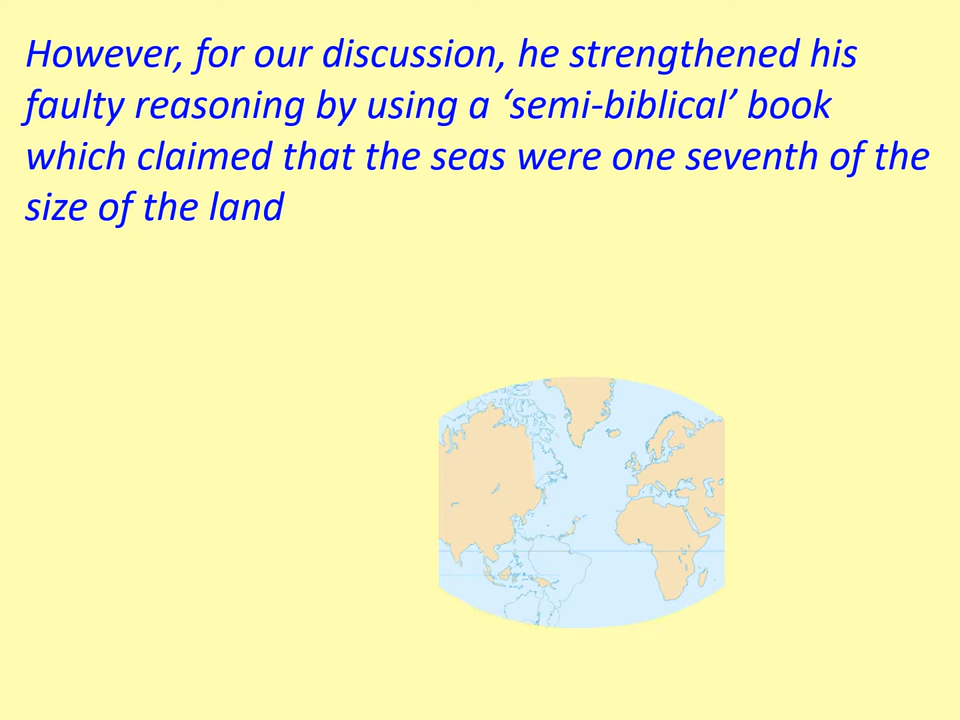 However, for our discussion, he strengthened his
faulty reasoning by using a ‘semi-biblical’ book
which claimed that the seas were one seventh of the
size of the land